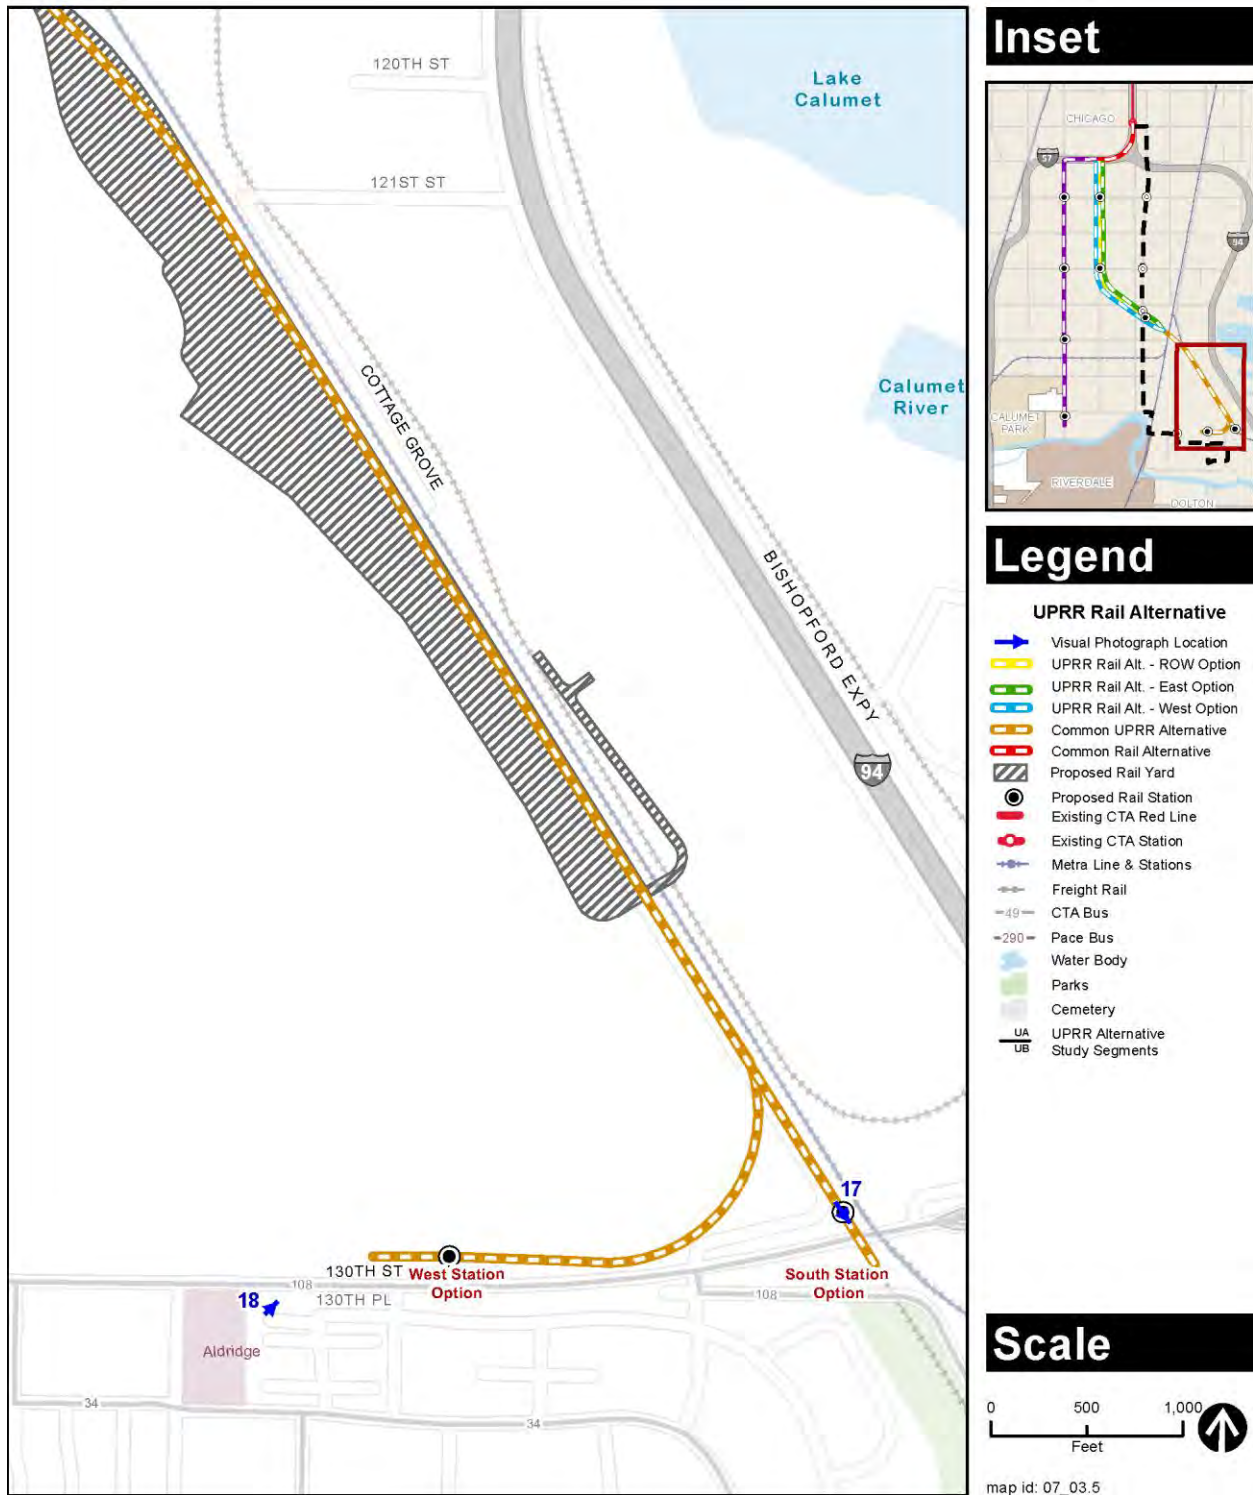 120TH ST
121ST ST
Lake
Calumet
Calumet
River
COTTAGE GROVE
BISHOPFORD EXPY
94
17
130TH ST
West Station
Option
South Station
Option
108
130TH PL
108
18
Aldridge
34
34
Inset
CHICAGO
57
94
CALUMET
PARK
RIVERDALE
DOLTON
Legend
UPRR Rail Alternative
Visual Photograph Location
UPRR Rail Alt. - ROW Option
UPRR Rail Alt. - East Option
UPRR Rail Alt. - West Option
Common UPRR Alternative
Common Rail Alternative
Proposed Rail Yard
Proposed Rail Station
Existing CTA Red Line
Existing CTA Station
Metra Line & Stations
Freight Rail
49 CTA Bus
290 Pace Bus
Water Body
Parks
Cemetery
UA UPRR Alternative
UB Study Segments
Scale
0 500 1,000
Feet
map id: 07_03.5